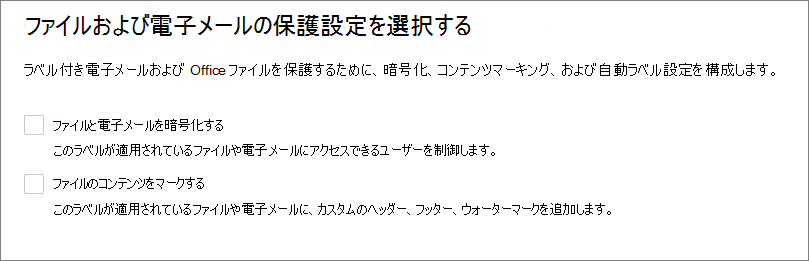 ファイルおよび電子メールの保護設定を選択する
ラベル付き電子メールおよび Office ファイルを保護するために、暗号化、コンテンツマーキング、および自動ラベル設定を構成します。
ファイルと電子メールを暗号化する
このラベルが適用されているファイルや電子メールにアクセスできるユーザーを制御します。
ファイルのコンテンツをマークする
このラベルが適用されているファイルや電子メールに、カスタムのヘッダー、フッター、ウォーターマークを追加します。